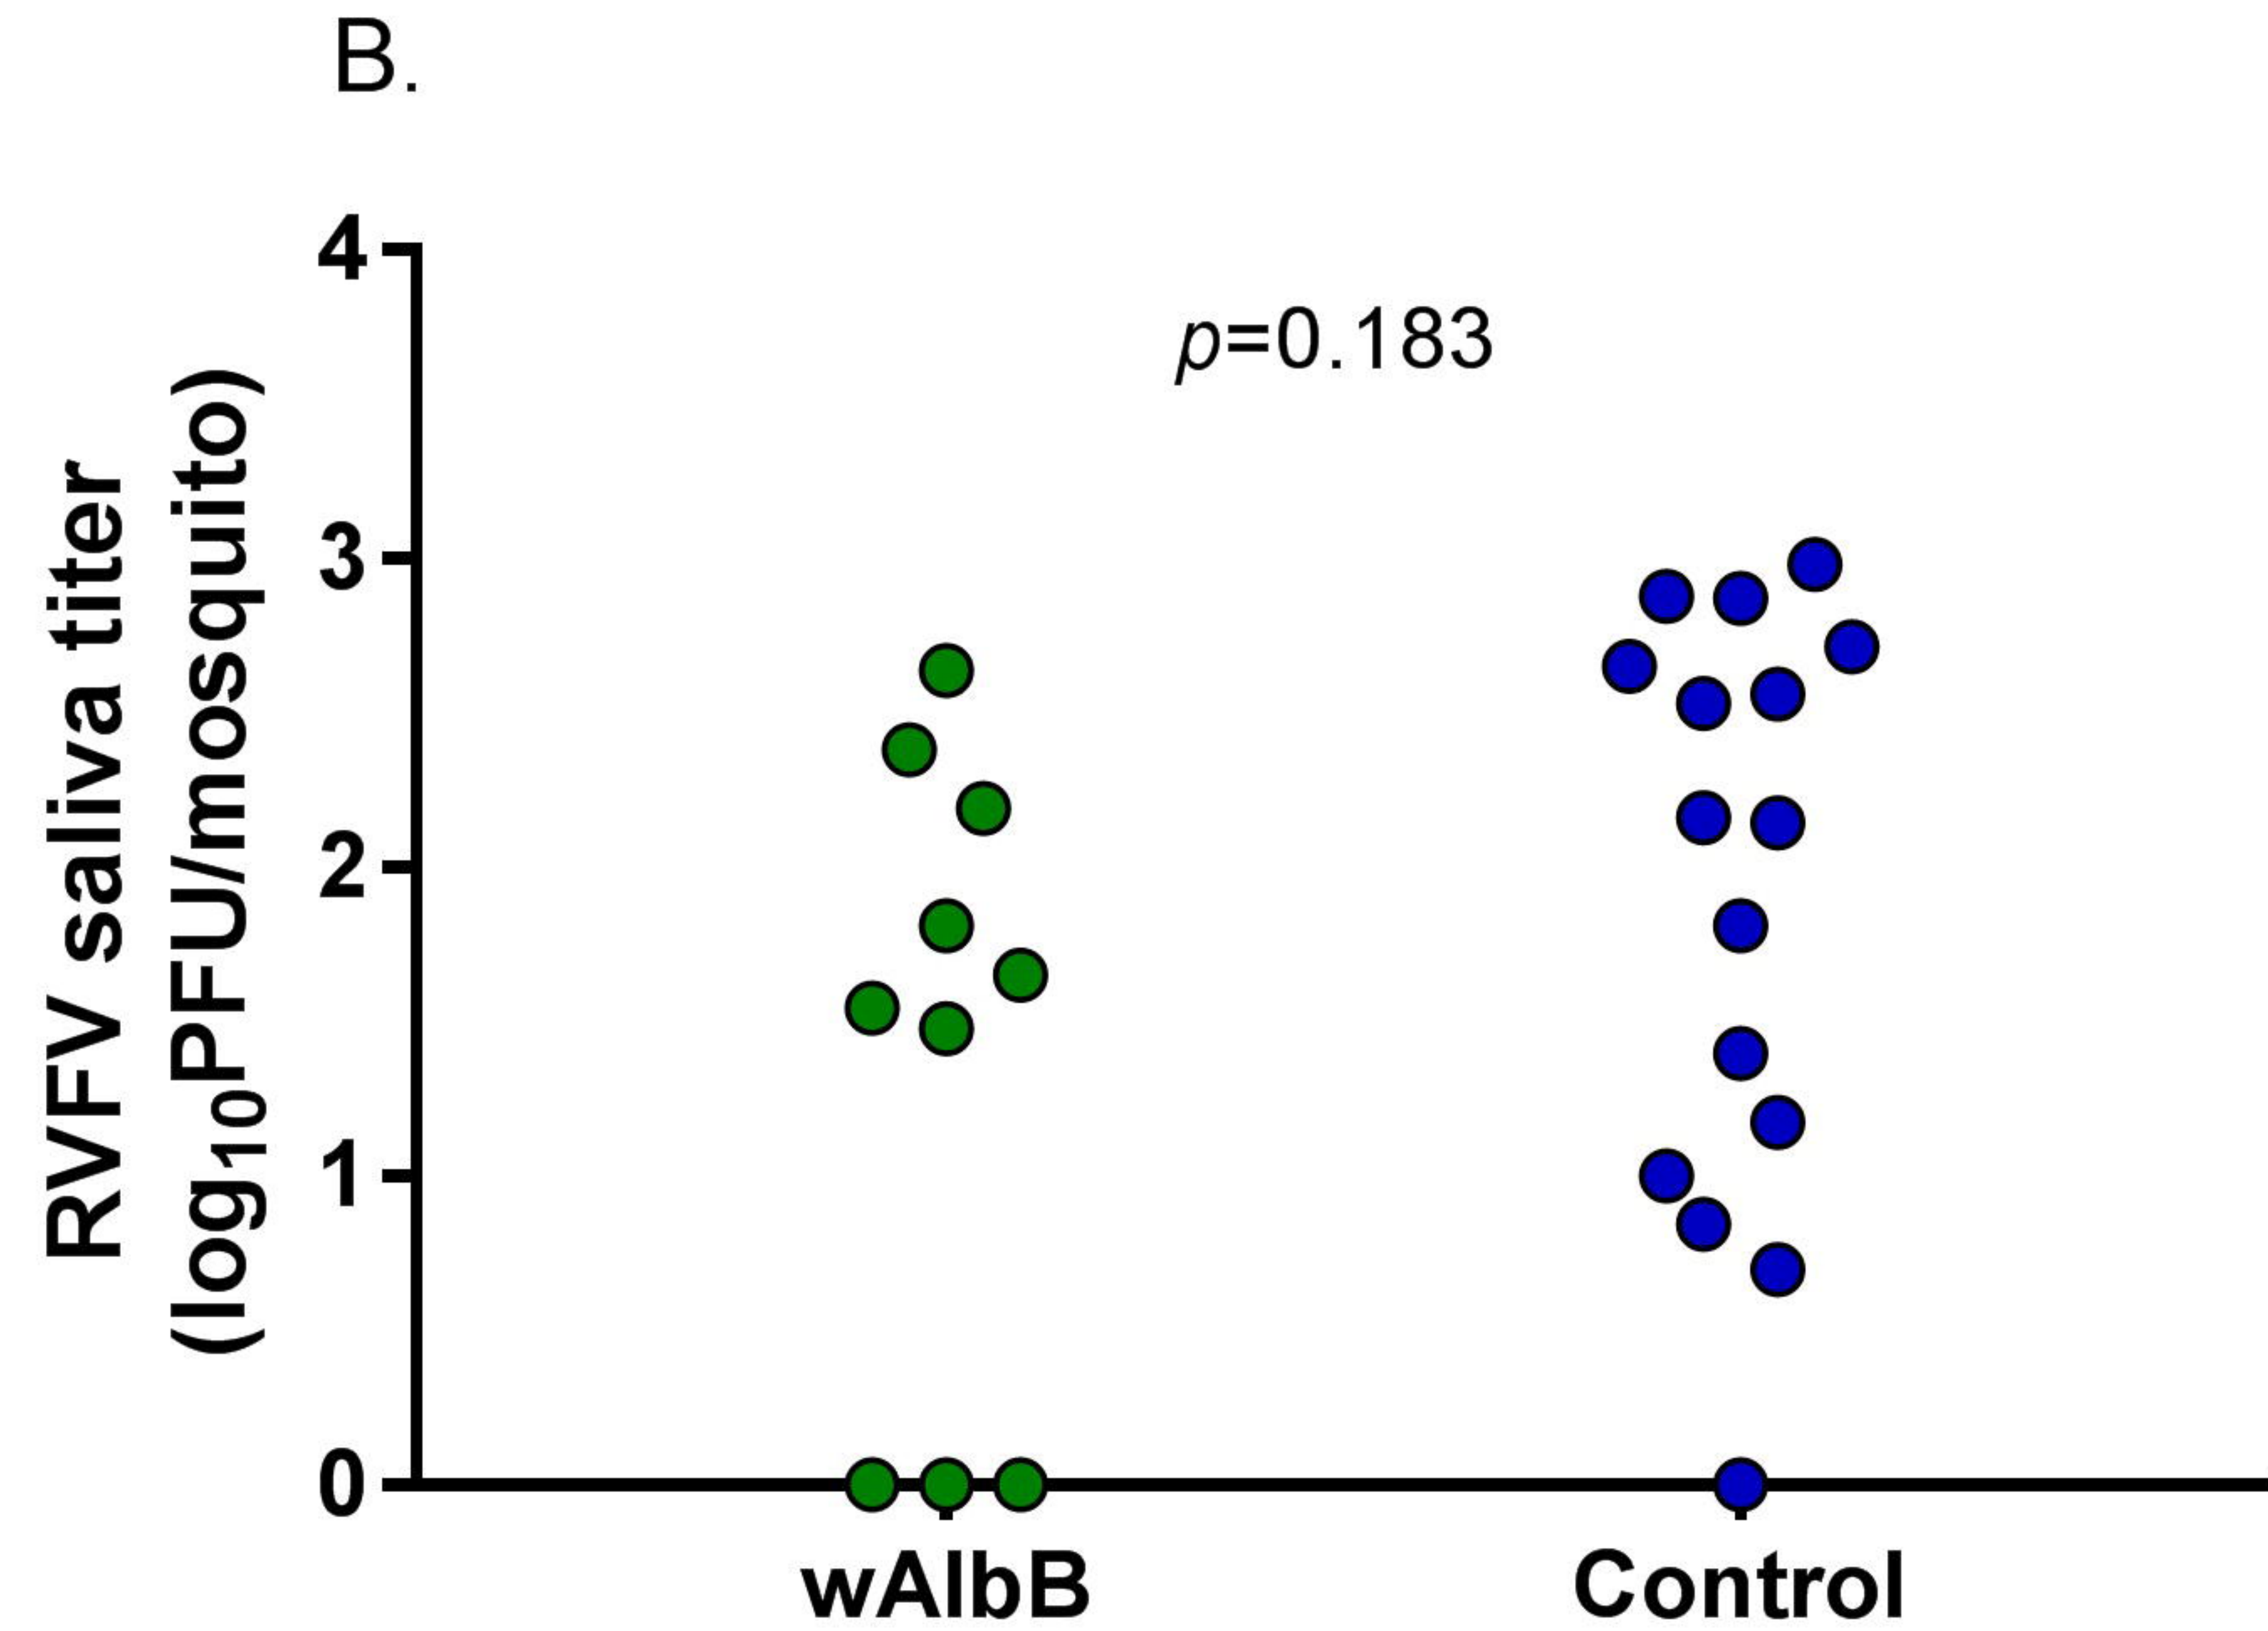 B.
RVFV saliva titer
(log10PFU/mosquito)
4
3
2
1
0
p=0.183
wAlbB
Control